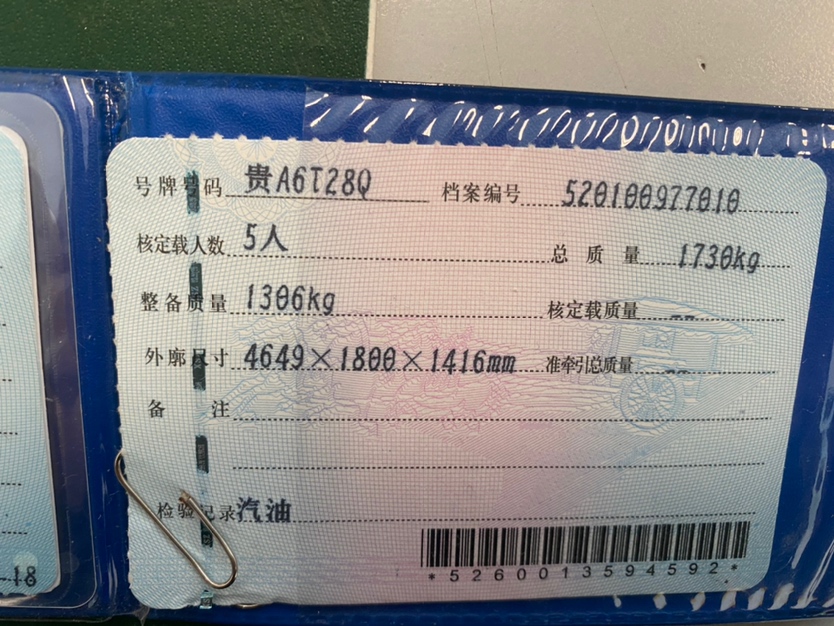 号牌号码 贵A6T28Q 档案编号 520100977010
核定载人数 5人 总质量 1730kg
整备质量 1306kg 核定载质量 --
外廓尺寸 4649×1800×1416mm 准牵引总质量 --
备注
检验记录 汽油
*5260013594592*
-18